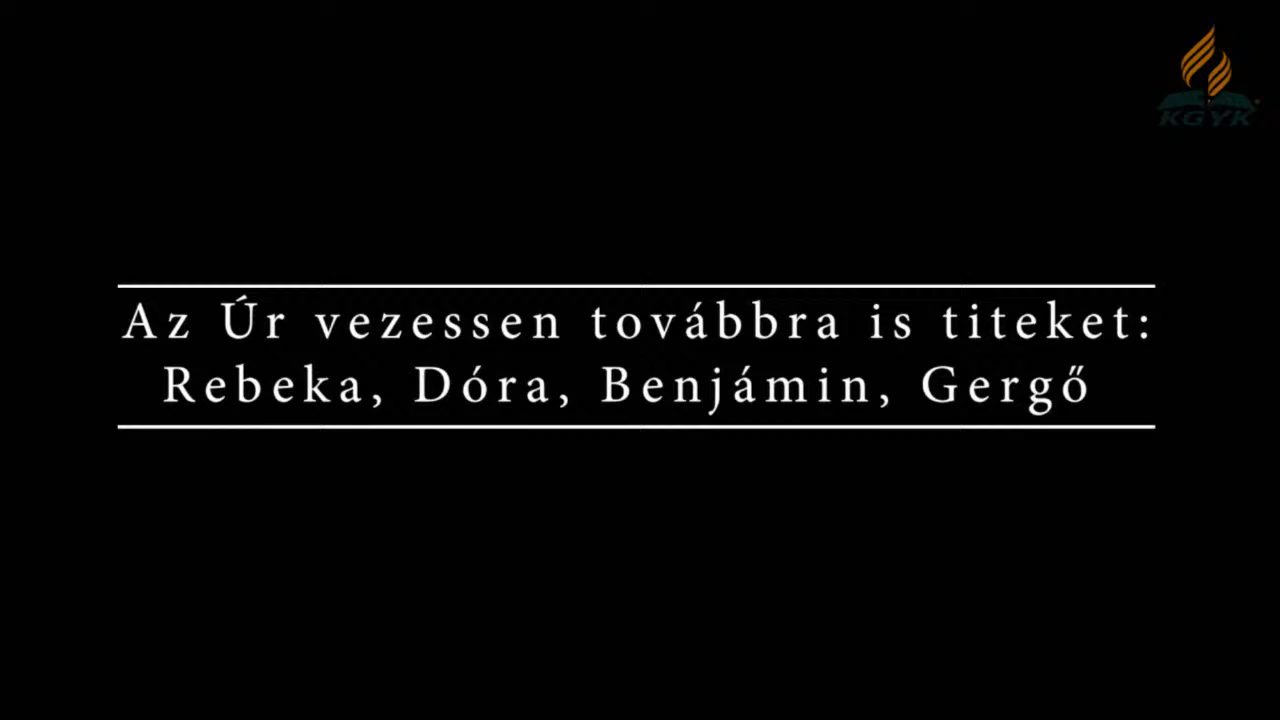 KGYK
Az Úr vezessen továbbra is titeket:
Rebeka, Dóra, Benjámin, Gergő